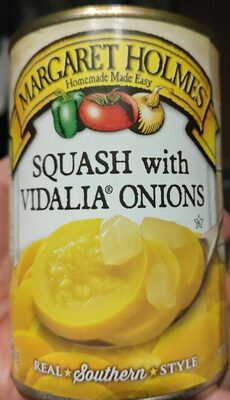 MARGARET HOLMES
Homemade Made Easy
SQUASH with
VIDALIA® ONIONS
REAL ★ Southern ★ STYLE